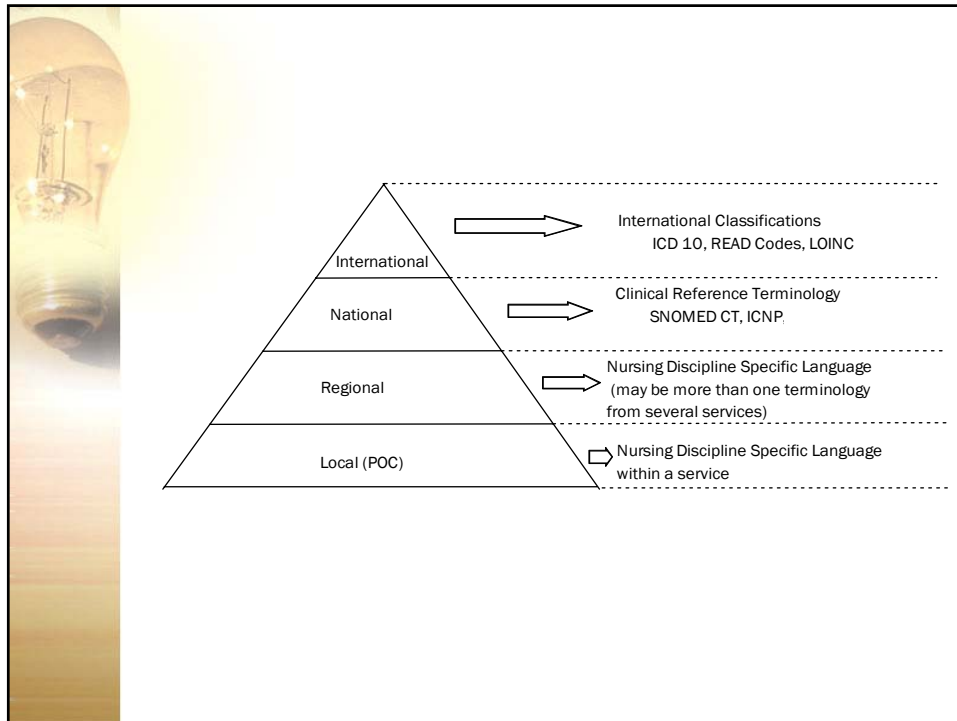 International Classifications
ICD 10, READ Codes, LOINC
International
Clinical Reference Terminology
SNOMED CT, ICNP
National
Nursing Discipline Specific Language
(may be more than one terminology
from several services)
Regional
Nursing Discipline Specific Language
within a service
Local (POC)